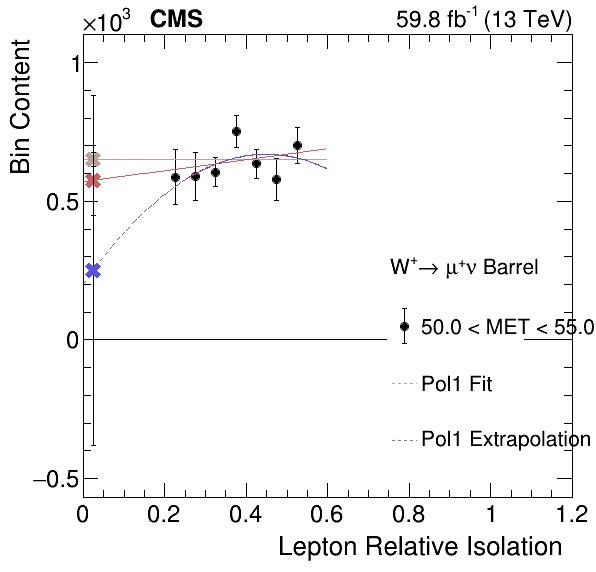 ×10³ CMS 59.8 fb⁻¹ (13 TeV)
Bin Content
1
0.5
0
−0.5
W⁺→ μ⁺ν Barrel
50.0 < MET < 55.0
Pol1 Fit
Pol1 Extrapolation
0 0.2 0.4 0.6 0.8 1 1.2
Lepton Relative Isolation